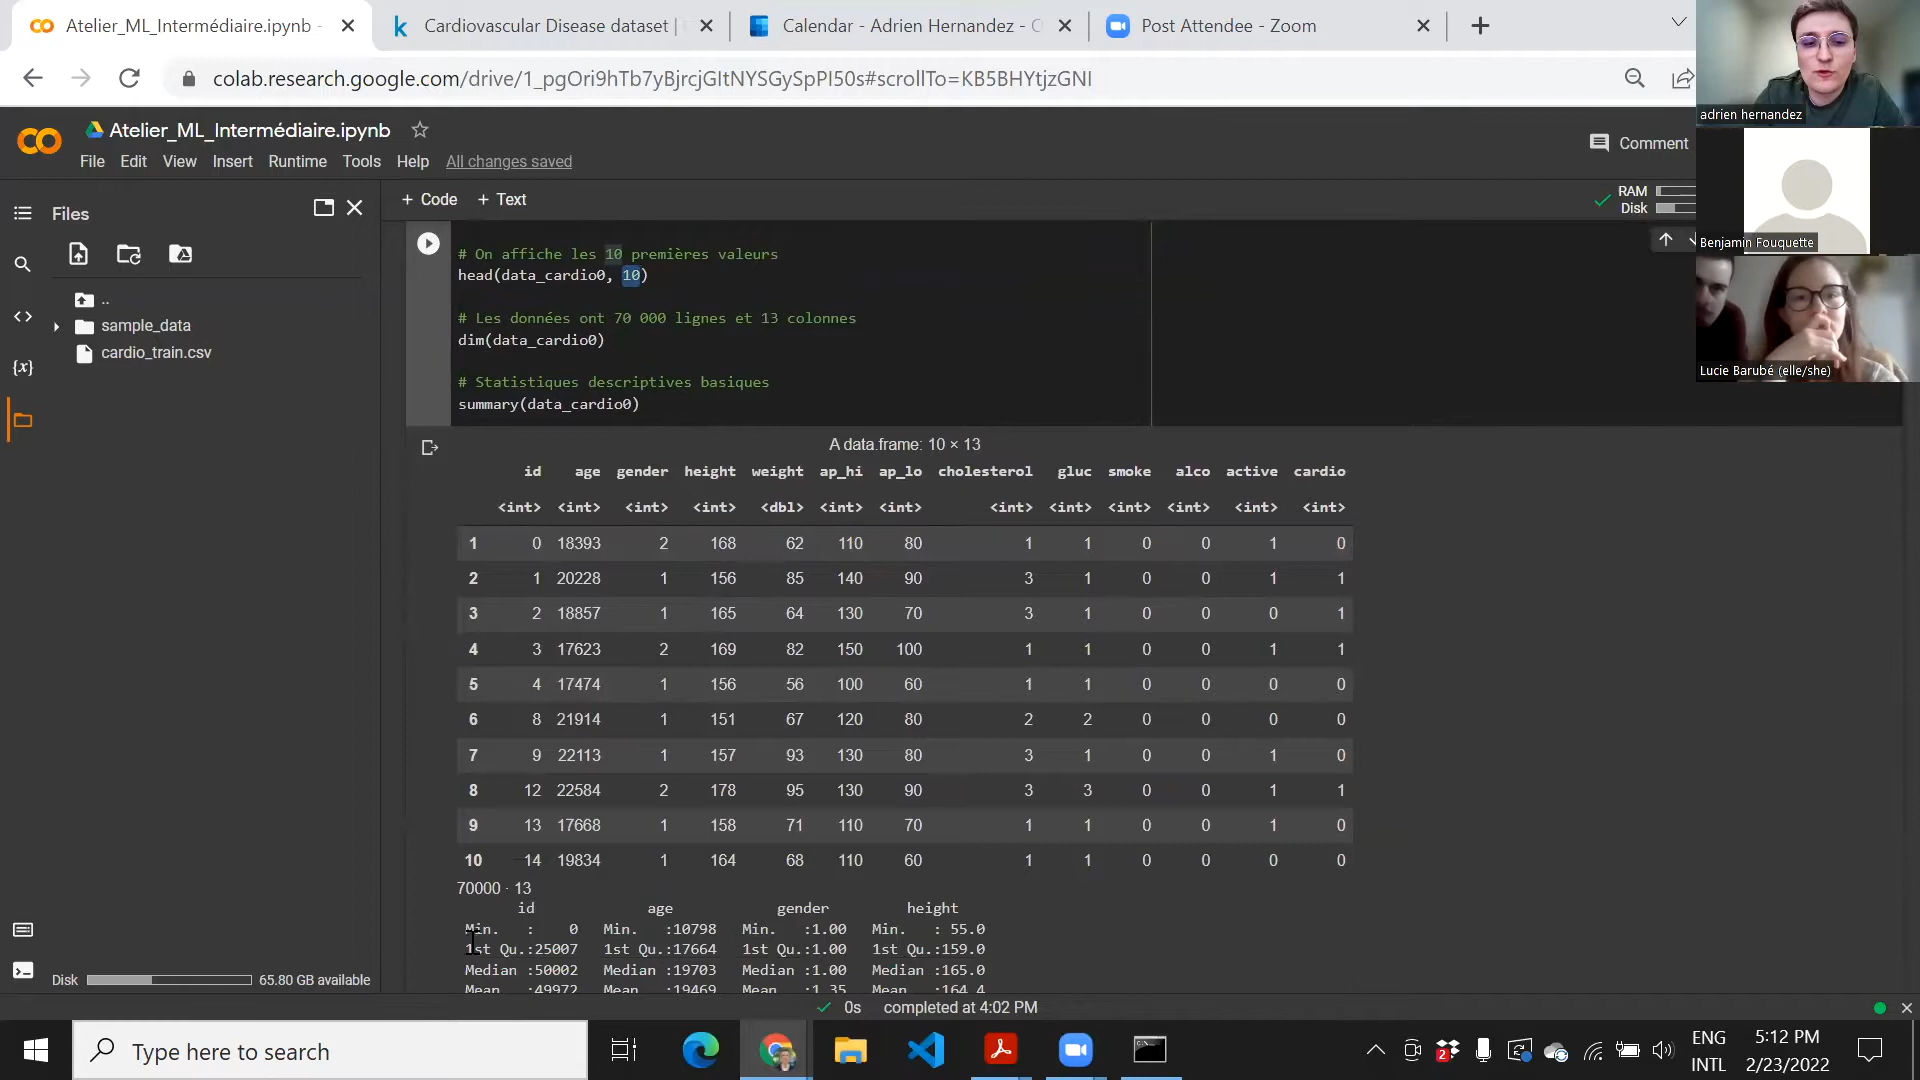 Atelier_ML_Intermédiaire.ipynb -
Cardiovascular Disease dataset |
Calendar - Adrien Hernandez - O
Post Attendee - Zoom
colab.research.google.com/drive/1_pgOri9hTb7yBjrcjGItNYSGySpPI50s#scrollTo=KB5BHYtjzGNI
Atelier_ML_Intermédiaire.ipynb
File Edit View Insert Runtime Tools Help All changes saved
Comment
Files
+ Code + Text
RAM
Disk
..
sample_data
cardio_train.csv
# On affiche les 10 premières valeurs
head(data_cardio0, 10)
# Les données ont 70 000 lignes et 13 colonnes
dim(data_cardio0)
# Statistiques descriptives basiques
summary(data_cardio0)
A data.frame: 10 × 13
id age gender height weight ap_hi ap_lo cholesterol gluc smoke alco active cardio
<int> <int> <int> <int> <dbl> <int> <int> <int> <int> <int> <int> <int> <int>
1 0 18393 2 168 62 110 80 1 1 0 0 1 0
2 1 20228 1 156 85 140 90 3 1 0 0 1 1
3 2 18857 1 165 64 130 70 3 1 0 0 0 1
4 3 17623 2 169 82 150 100 1 1 0 0 1 1
5 4 17474 1 156 56 100 60 1 1 0 0 0 0
6 8 21914 1 151 67 120 80 2 2 0 0 0 0
7 9 22113 1 157 93 130 80 3 1 0 0 1 0
8 12 22584 2 178 95 130 90 3 3 0 0 1 1
9 13 17668 1 158 71 110 70 1 1 0 0 1 0
10 14 19834 1 164 68 110 60 1 1 0 0 0 0
70000 · 13
id age gender height
Min. : 0 Min. :10798 Min. :1.00 Min. : 55.0
1st Qu.:25007 1st Qu.:17664 1st Qu.:1.00 1st Qu.:159.0
Median :50002 Median :19703 Median :1.00 Median :165.0
Mean :49972 Mean :19469 Mean :1.35 Mean :164.4
Disk 65.80 GB available
0s completed at 4:02 PM
adrien hernandez
Benjamin Fouquette
Lucie Barubé (elle/she)
Type here to search
2
ENG
INTL
5:12 PM
2/23/2022